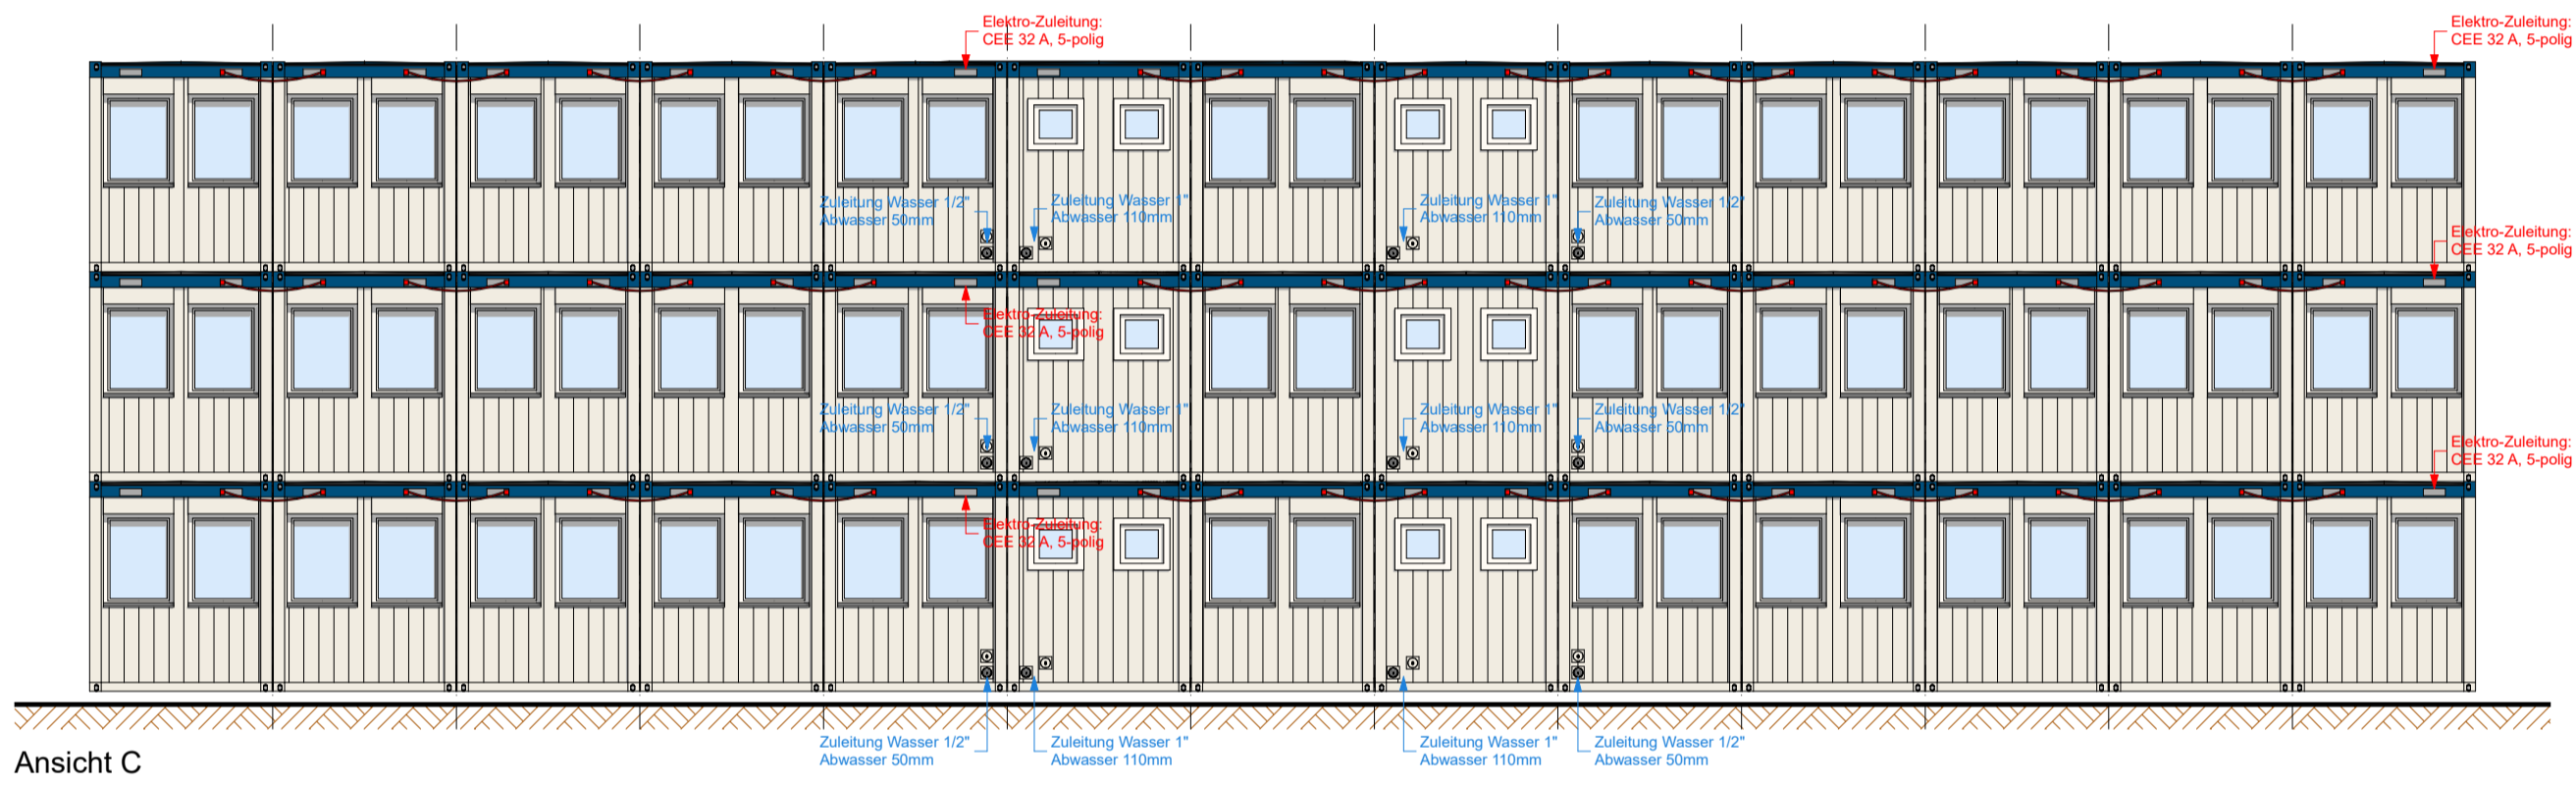 Elektro-Zuleitung:
CEE 32 A, 5-polig
Elektro-Zuleitung:
CEE 32 A, 5-polig
Zuleitung Wasser 1/2"
Abwasser 50mm
Zuleitung Wasser 1"
Abwasser 110mm
Zuleitung Wasser 1"
Abwasser 110mm
Zuleitung Wasser 1/2"
Abwasser 50mm
Elektro-Zuleitung:
CEE 32 A, 5-polig
Elektro-Zuleitung:
CEE 32 A, 5-polig
Zuleitung Wasser 1/2"
Abwasser 50mm
Zuleitung Wasser 1"
Abwasser 110mm
Zuleitung Wasser 1"
Abwasser 110mm
Zuleitung Wasser 1/2"
Abwasser 50mm
Elektro-Zuleitung:
CEE 32 A, 5-polig
Elektro-Zuleitung:
CEE 32 A, 5-polig
Zuleitung Wasser 1/2"
Abwasser 50mm
Zuleitung Wasser 1"
Abwasser 110mm
Zuleitung Wasser 1"
Abwasser 110mm
Zuleitung Wasser 1/2"
Abwasser 50mm
Ansicht C